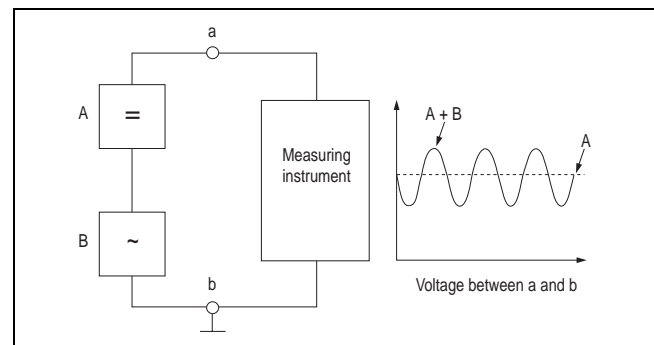 a
A
=
Measuring
instrument
B
~
b
A + B
A
Voltage between a and b